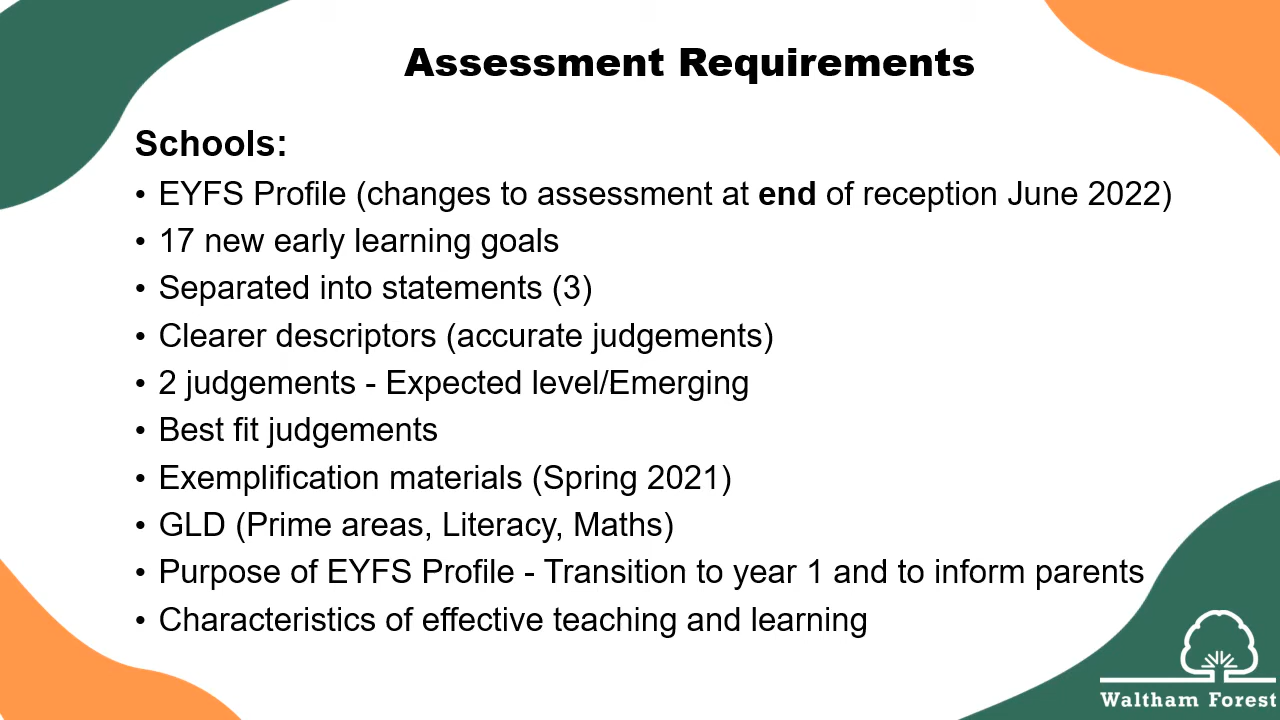 Assessment Requirements
Schools:
• EYFS Profile (changes to assessment at end of reception June 2022)
• 17 new early learning goals
• Separated into statements (3)
• Clearer descriptors (accurate judgements)
• 2 judgements - Expected level/Emerging
• Best fit judgements
• Exemplification materials (Spring 2021)
• GLD (Prime areas, Literacy, Maths)
• Purpose of EYFS Profile - Transition to year 1 and to inform parents
• Characteristics of effective teaching and learning
Waltham Forest